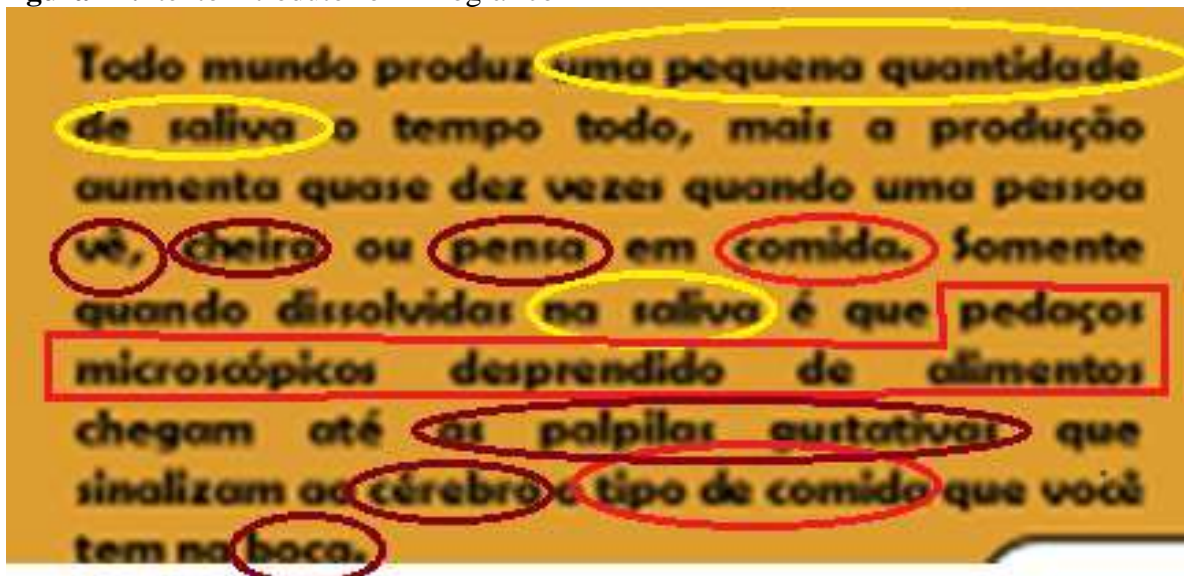 Todo mundo produz uma pequena quantidade
de saliva o tempo todo, mais a produção
aumenta quase dez vezes quando uma pessoa
vê, cheira ou pensa em comida. Somente
quando dissolvidas na saliva é que pedaços
microscópicos desprendido de alimentos
chegam até as palpilas gustativas que
sinalizam ao cérebro o tipo de comida que você
tem na boca.